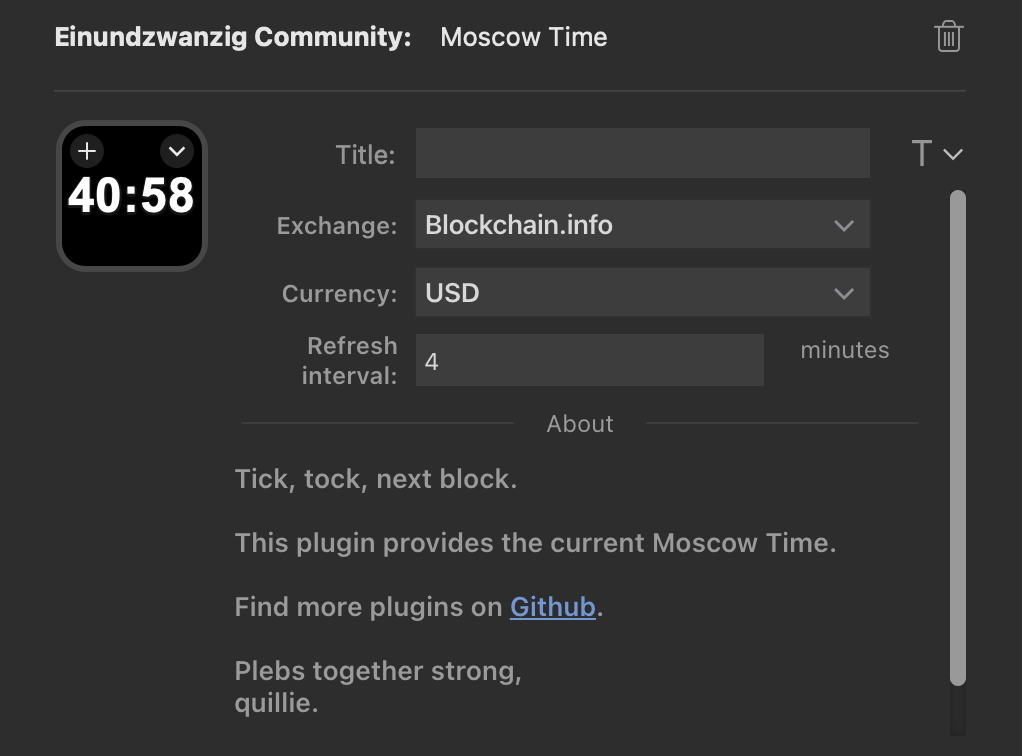 Einundzwanzig Community: Moscow Time
40:58
Title:
T
Exchange: Blockchain.info
Currency: USD
Refresh
interval: 4 minutes
About
Tick, tock, next block.
This plugin provides the current Moscow Time.
Find more plugins on Github.
Plebs together strong,
quillie.